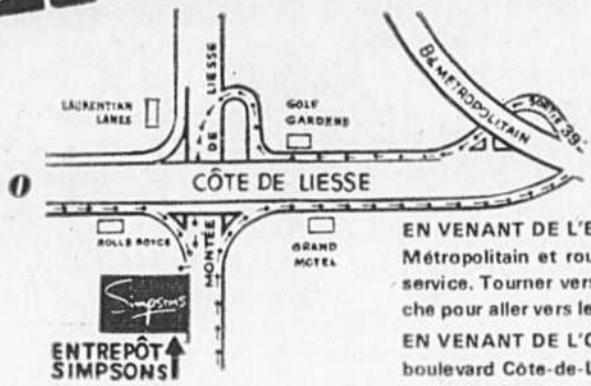 LIESSE
DE
LAURENTIAN
LANES
GOLF
GARDENS
Bd. METROPOLITAIN
SORTIE 39
CÔTE DE LIESSE
ROLLS ROYCE
MONTÉE
GRAND
MOTEL
Simpsons
ENTREPÔT
SIMPSONS
EN VENANT DE L'E
Métropolitain et rou
service. Tourner vers
ché pour aller vers le
EN VENANT DE L'O
boulevard Côte-de-L